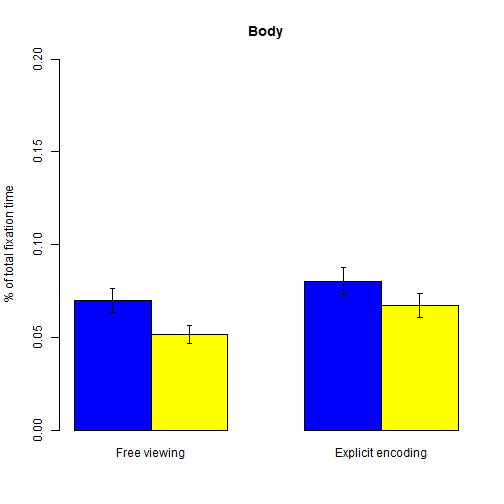 Body
% of total fixation time
0.20
0.15
0.10
0.05
0.00
Free viewing
Explicit encoding